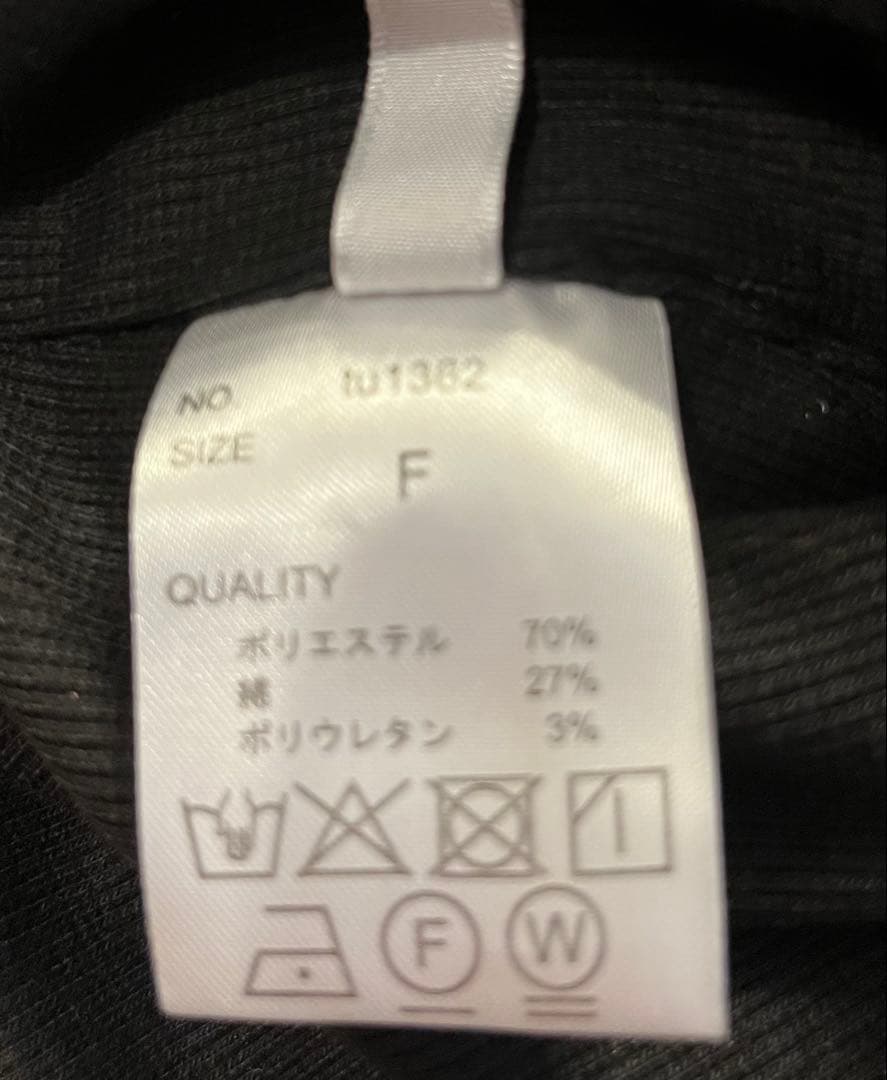 NO. tu1362
SIZE F
QUALITY
ポリエステル 70%
綿 27%
ポリウレタン 3%
F W